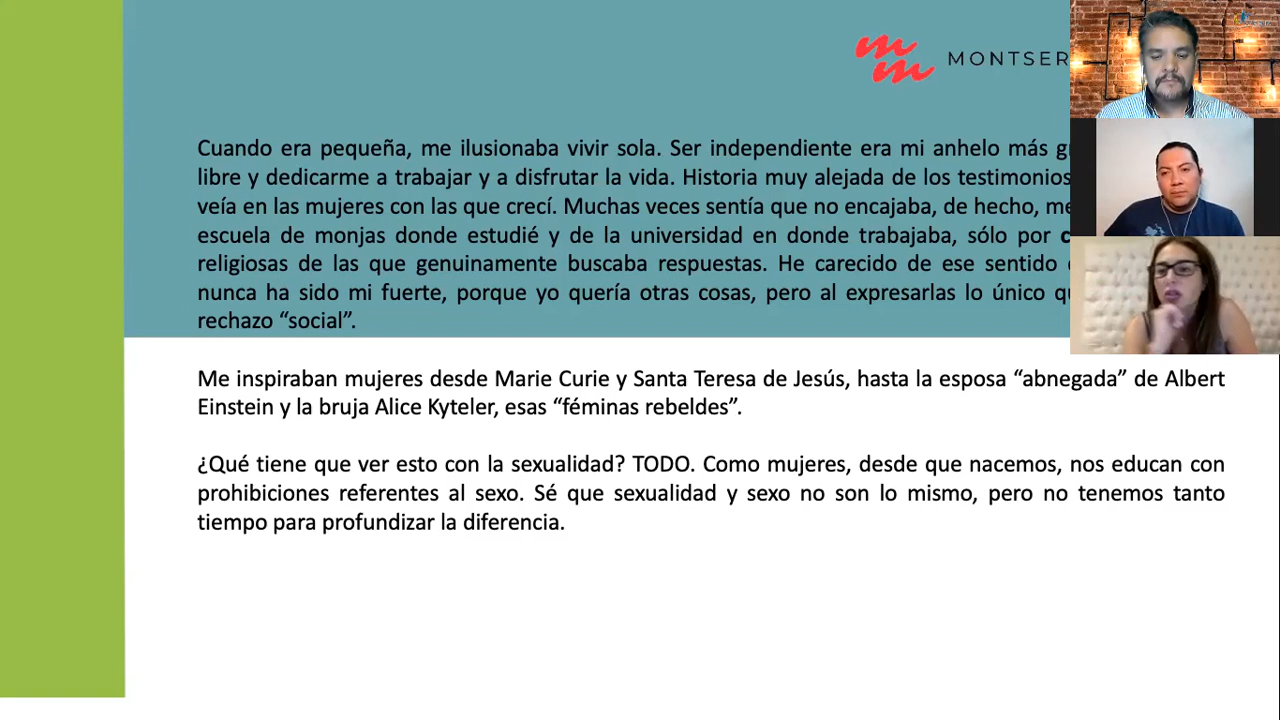 MONTSER
Cuando era pequeña, me ilusionaba vivir sola. Ser independiente era mi anhelo más
libre y dedicarme a trabajar y a disfrutar la vida. Historia muy alejada de los testimonios
veía en las mujeres con las que crecí. Muchas veces sentía que no encajaba, de hecho,
escuela de monjas donde estudié y de la universidad en donde trabajaba, sólo por
religiosas de las que genuinamente buscaba respuestas. He carecido de ese sentido
nunca ha sido mi fuerte, porque yo quería otras cosas, pero al expresarlas lo único
rechazo “social”.
Me inspiraban mujeres desde Marie Curie y Santa Teresa de Jesús, hasta la esposa “abnegada” de Albert
Einstein y la bruja Alice Kyteler, esas “féminas rebeldes”.
¿Qué tiene que ver esto con la sexualidad? TODO. Como mujeres, desde que nacemos, nos educan con
prohibiciones referentes al sexo. Sé que sexualidad y sexo no son lo mismo, pero no tenemos tanto
tiempo para profundizar la diferencia.